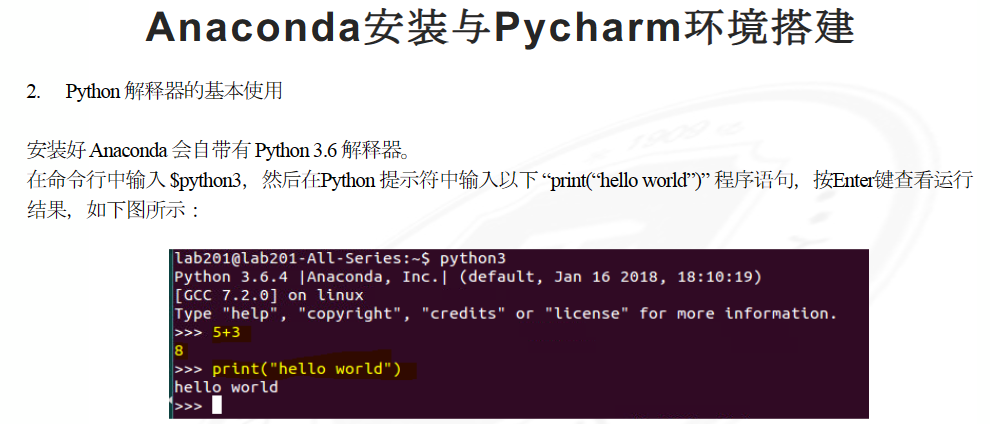 Anaconda安装与Pycharm环境搭建
2. Python 解释器的基本使用
安装好 Anaconda 会自带有 Python 3.6 解释器。
在命令行中输入 $python3，然后在Python 提示符中输入以下 “print(“hello world”)” 程序语句，按Enter键查看运行
结果，如下图所示：
lab201@lab201-All-Series:~$ python3
Python 3.6.4 |Anaconda, Inc.| (default, Jan 16 2018, 18:10:19)
[GCC 7.2.0] on linux
Type "help", "copyright", "credits" or "license" for more information.
>>> 5+3
8
>>> print("hello world")
hello world
>>>